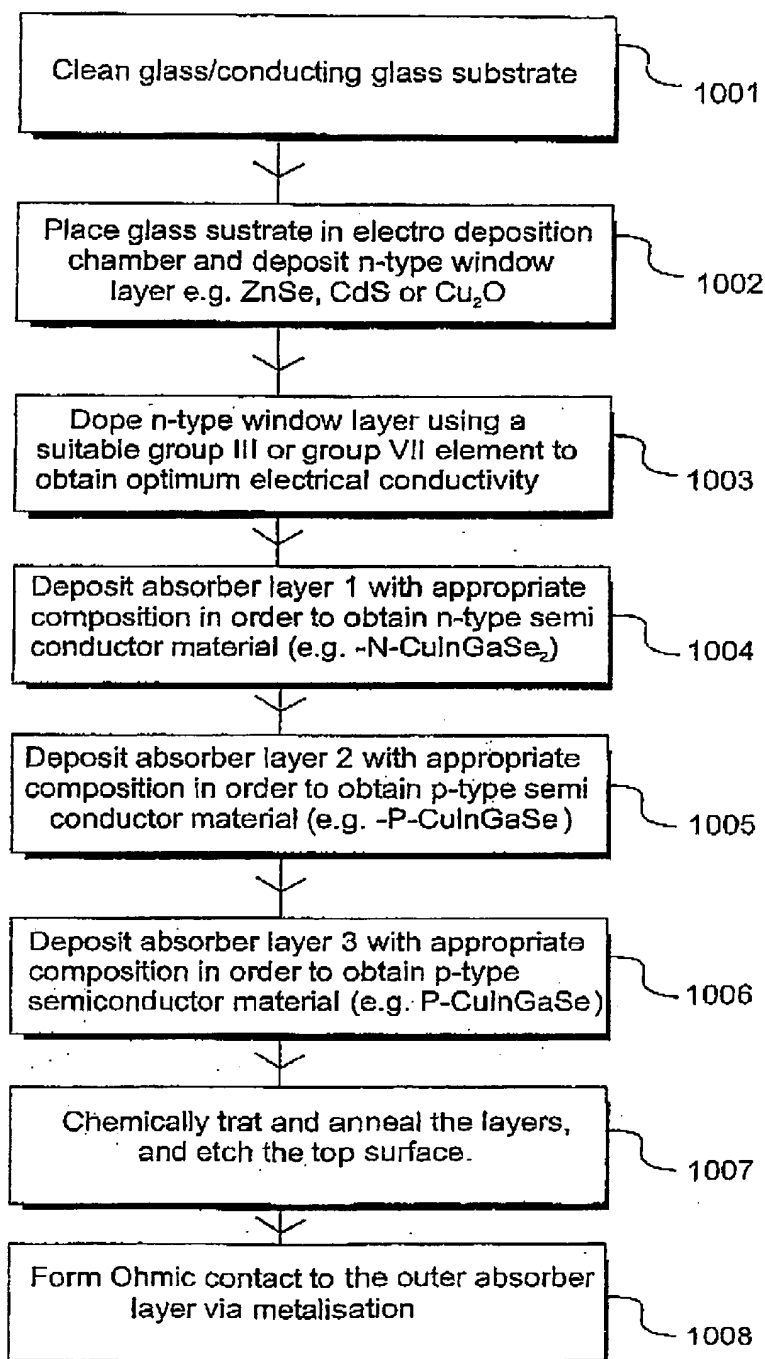 Clean glass/conducting glass substrate
1001
Place glass sustrate in electro deposition
chamber and deposit n-type window
layer e.g. ZnSe, CdS or Cu₂O
1002
Dope n-type window layer using a
suitable group III or group VII element to
obtain optimum electrical conductivity
1003
Deposit absorber layer 1 with appropriate
composition in order to obtain n-type semi
conductor material (e.g. -N-CuInGaSe₂)
1004
Deposit absorber layer 2 with appropriate
composition in order to obtain p-type semi
conductor material (e.g. -P-CuInGaSe)
1005
Deposit absorber layer 3 with appropriate
composition in order to obtain p-type
semiconductor material (e.g. P-CuInGaSe)
1006
Chemically trat and anneal the layers,
and etch the top surface.
1007
Form Ohmic contact to the outer absorber
layer via metalisation
1008